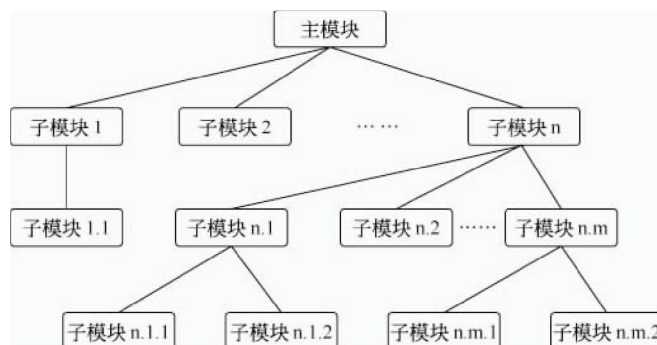 主模块
子模块 1 子模块 2 …… 子模块 n
子模块 1.1 子模块 n.1 子模块 n.2 …… 子模块 n.m
子模块 n.1.1 子模块 n.1.2 子模块 n.m.1 子模块 n.m.2